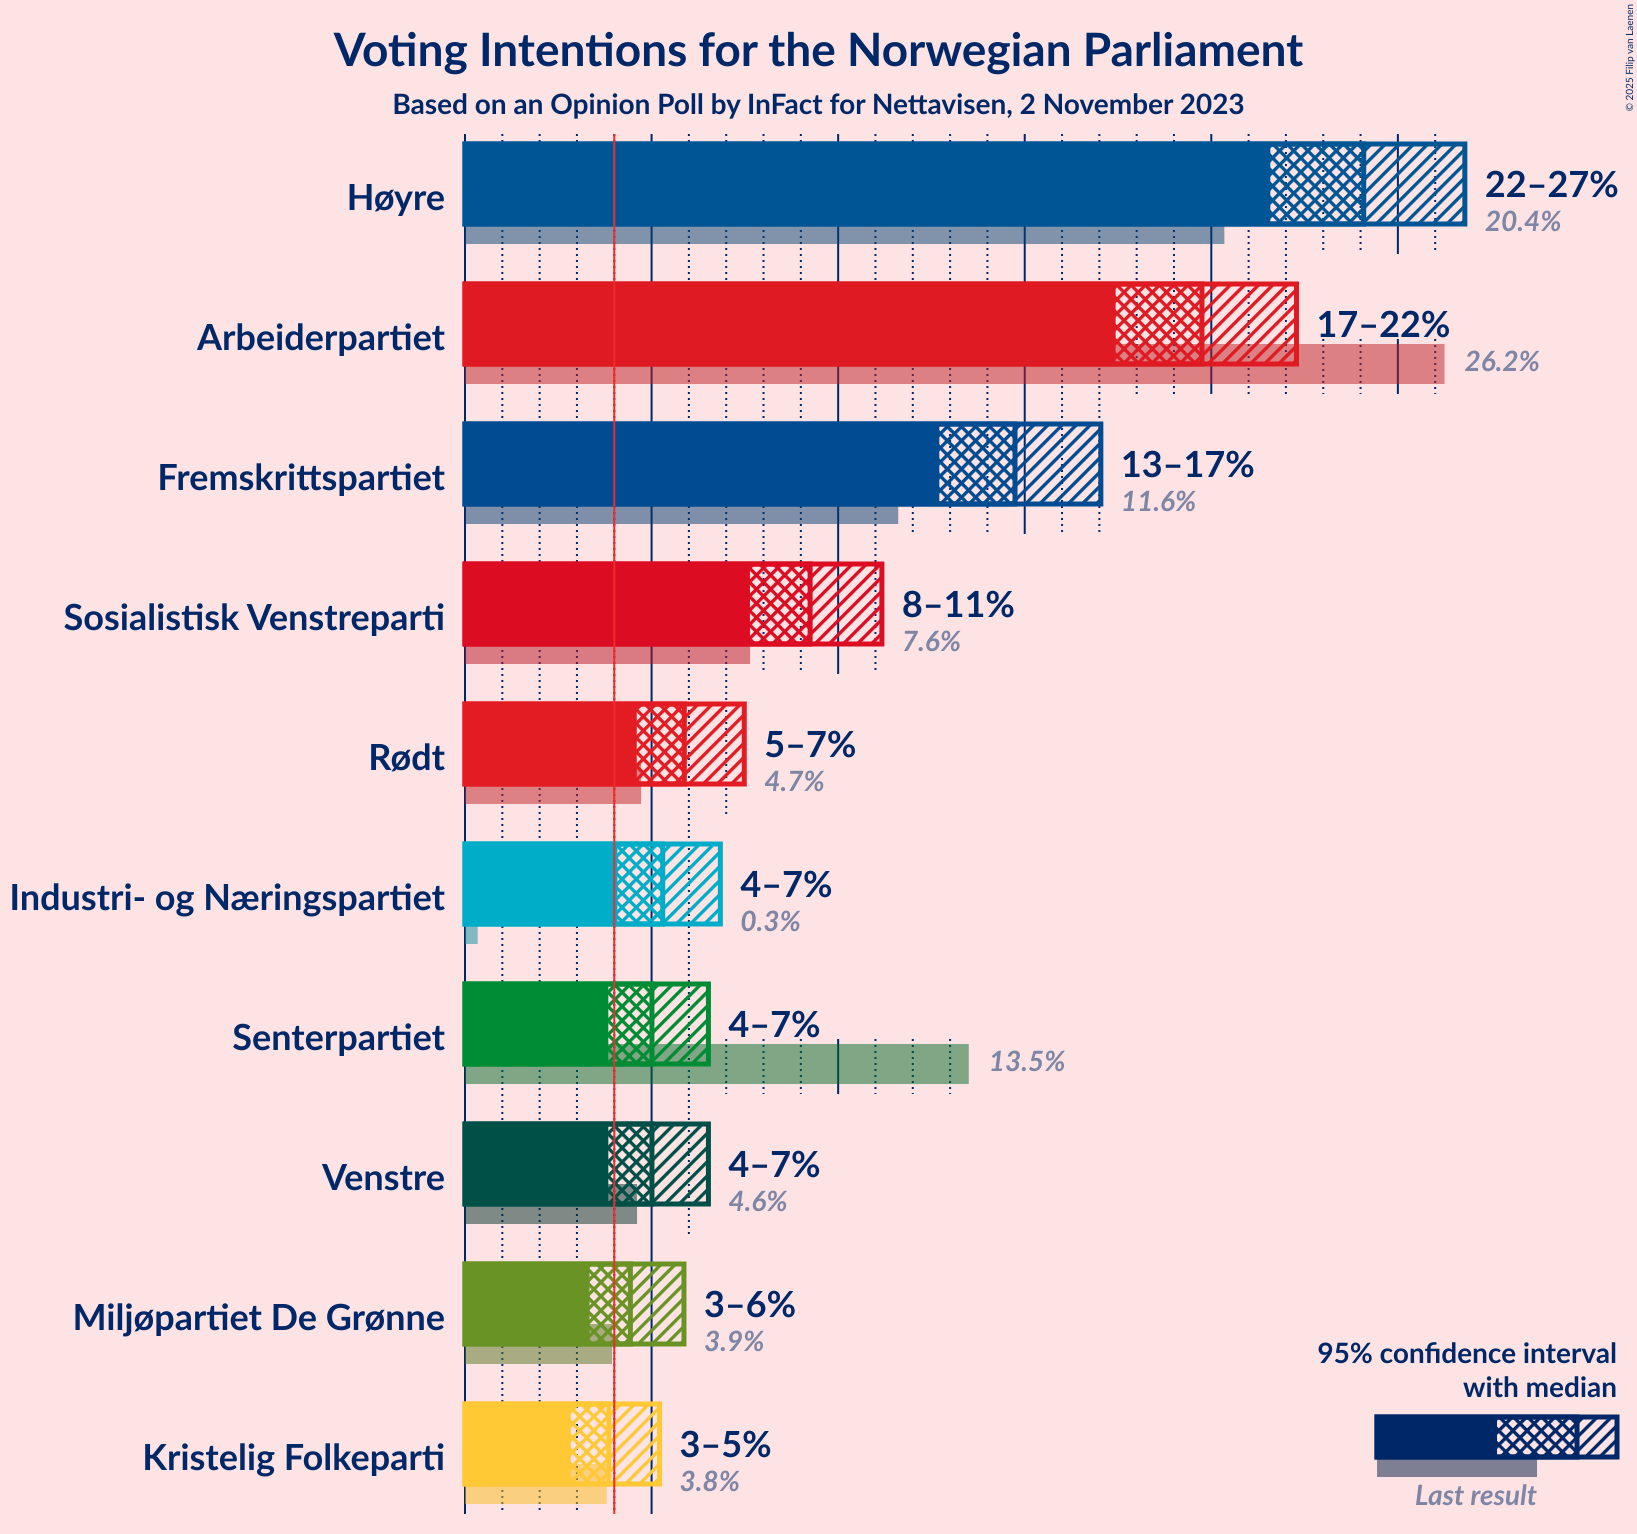 Voting Intentions for the Norwegian Parliament
Based on an Opinion Poll by InFact for Nettavisen, 2 November 2023
© 2025 Filip van Laenen
Høyre
22–27%
20.4%
Arbeiderpartiet
17–22%
26.2%
Fremskrittspartiet
13–17%
11.6%
Sosialistisk Venstreparti
8–11%
7.6%
Rødt
5–7%
4.7%
Industri- og Næringspartiet
4–7%
0.3%
Senterpartiet
4–7%
13.5%
Venstre
4–7%
4.6%
Miljøpartiet De Grønne
3–6%
3.9%
Kristelig Folkeparti
3–5%
3.8%
95% confidence interval
with median
Last result